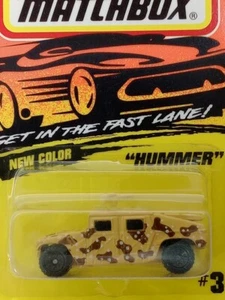 MATCHBOX
GET IN THE FAST LANE!
NEW COLOR
"HUMMER"
#3